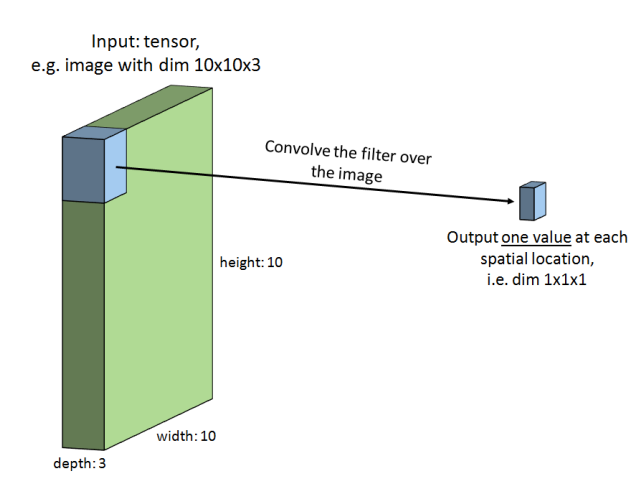 Input: tensor,
e.g. image with dim 10x10x3
Convolve the filter over
the image
Output one value at each
spatial location,
i.e. dim 1x1x1
height: 10
width: 10
depth: 3